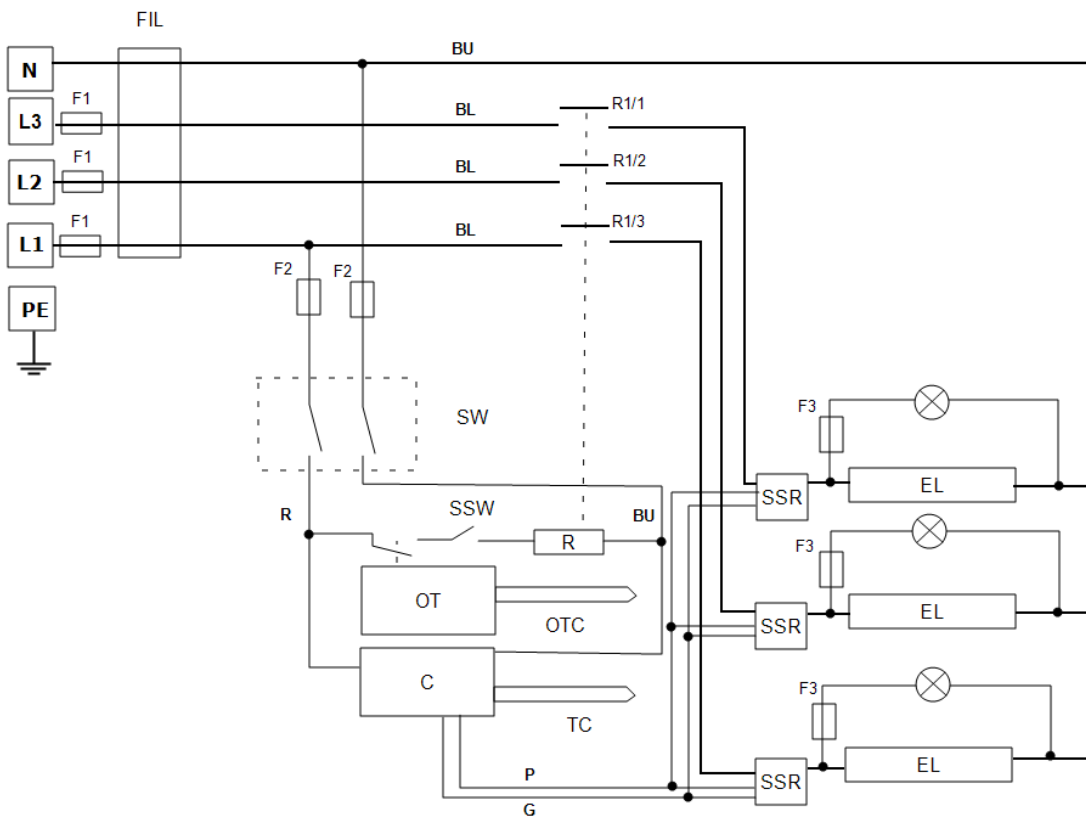 FIL
BU
N
F1
L3
BL
R1/1
F1
L2
BL
R1/2
F1
L1
BL
R1/3
F2
F2
PE
SW
F3
EL
SSR
R
SSW
BU
R
F3
OT
EL
SSR
OTC
C
F3
TC
P
EL
SSR
G